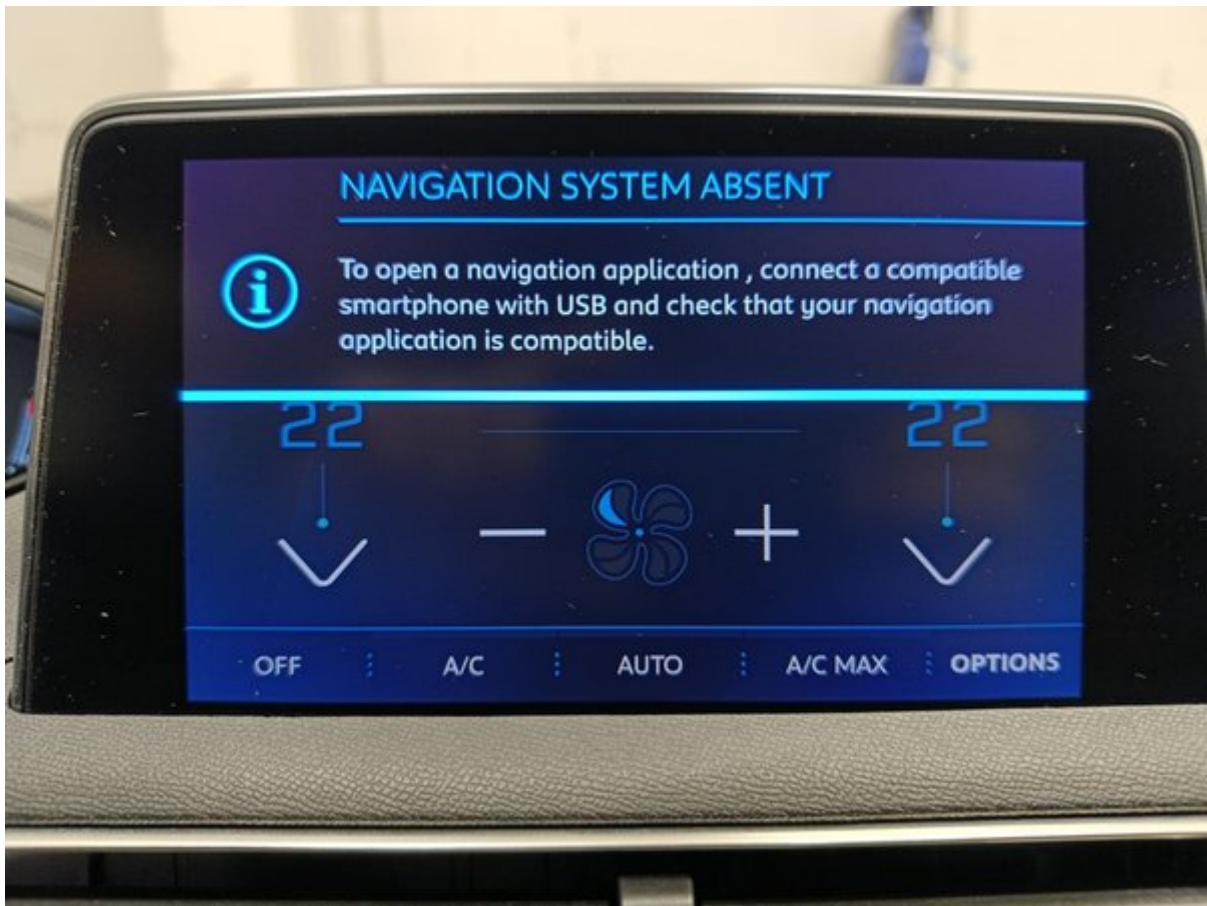 NAVIGATION SYSTEM ABSENT
To open a navigation application , connect a compatible
smartphone with USB and check that your navigation
application is compatible.
22 22
OFF A/C AUTO A/C MAX OPTIONS